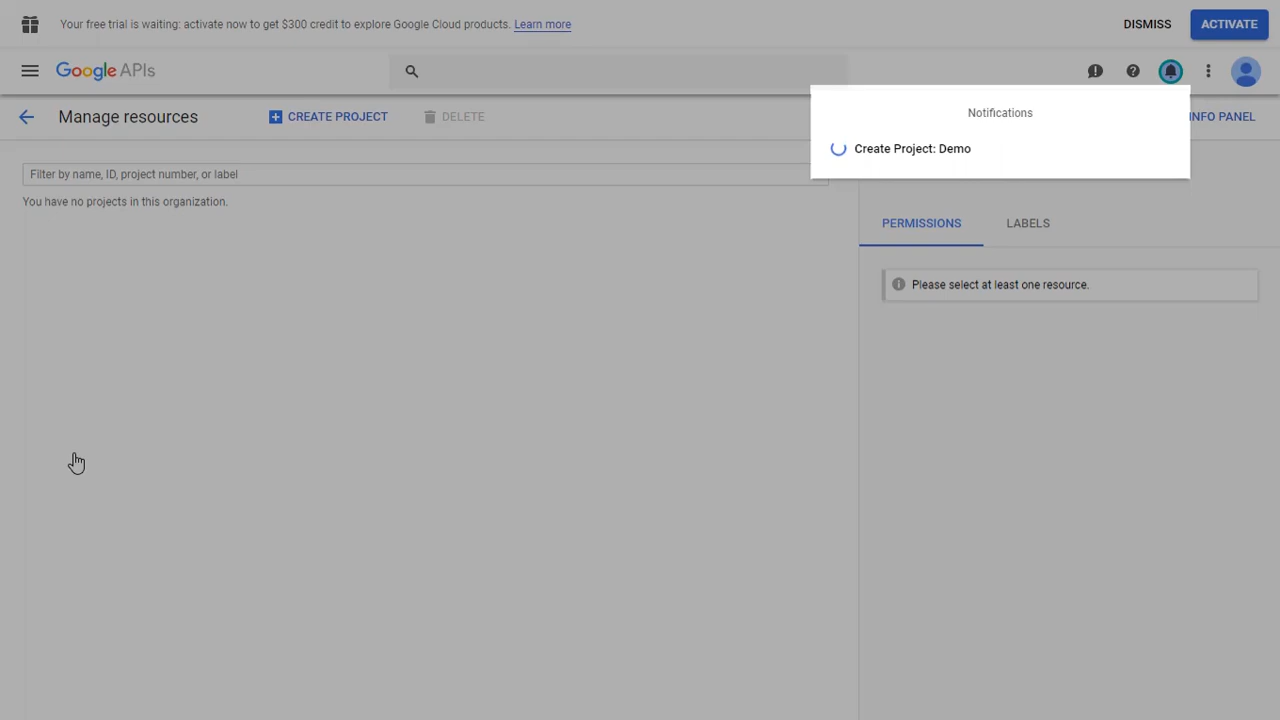 Your free trial is waiting: activate now to get $300 credit to explore Google Cloud products. Learn more
DISMISS
ACTIVATE
Google APIs
Manage resources
CREATE PROJECT
DELETE
INFO PANEL
Notifications
Create Project: Demo
Filter by name, ID, project number, or label
You have no projects in this organization.
PERMISSIONS
LABELS
Please select at least one resource.